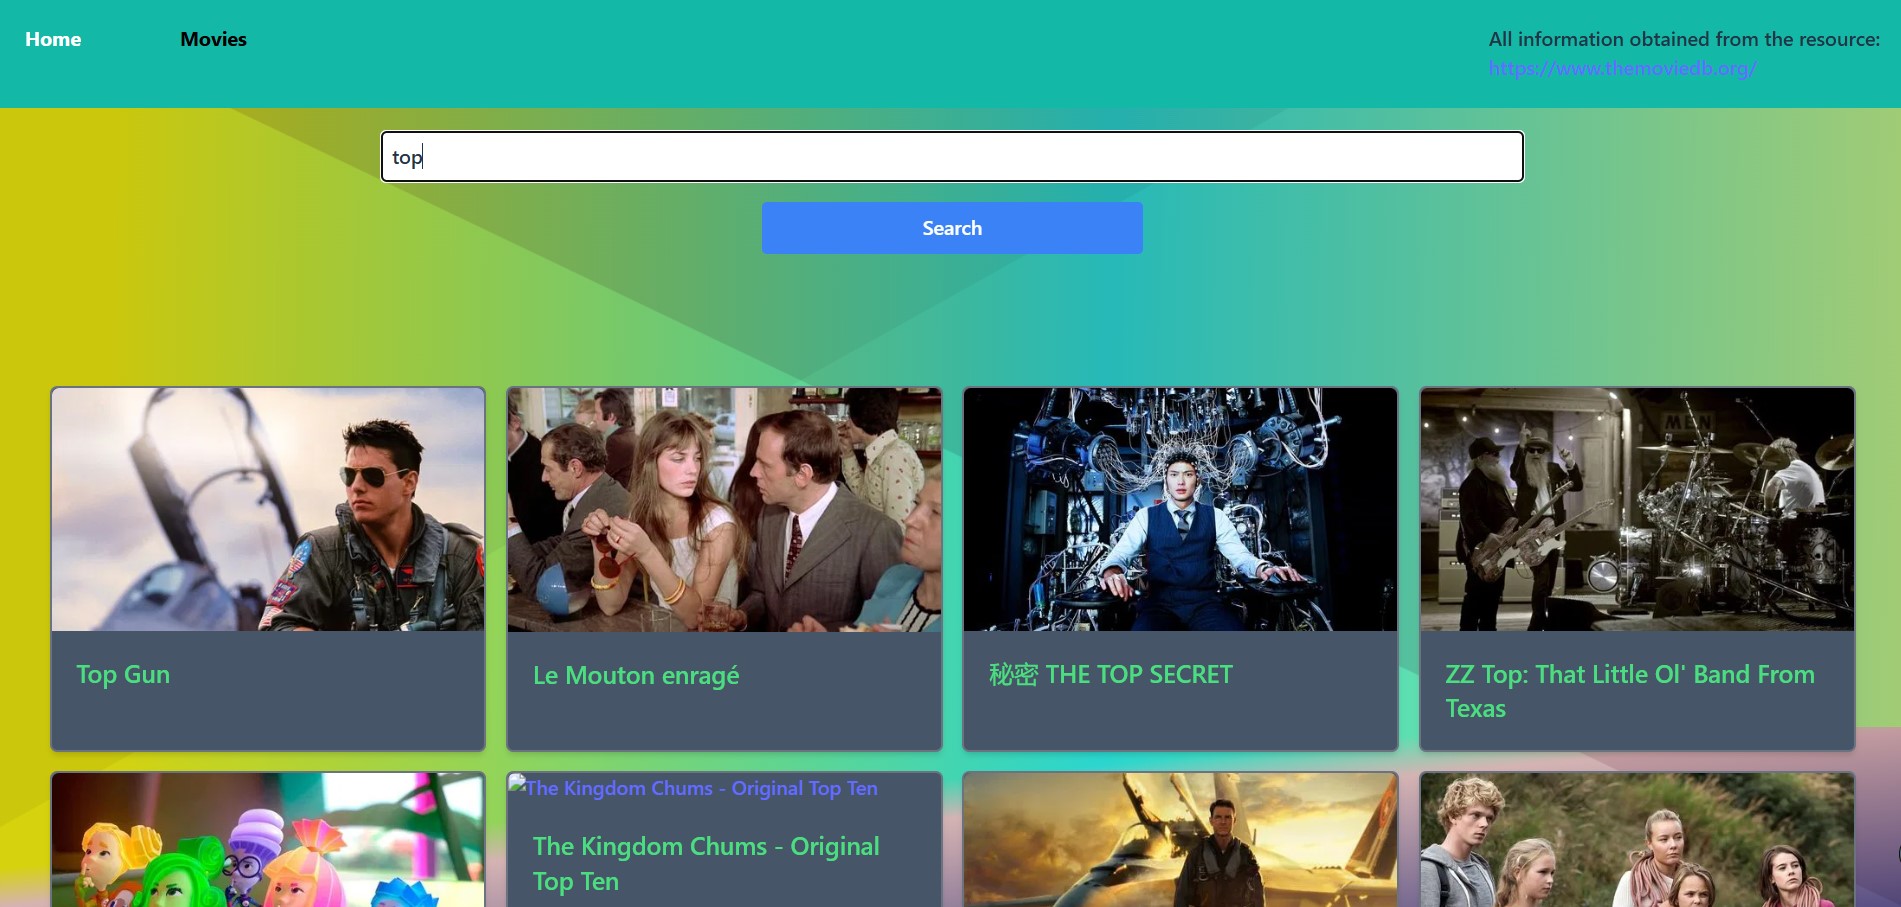 Home
Movies
All information obtained from the resource:
https://www.themoviedb.org/
top
Search
MEN
Top Gun
Le Mouton enragé
秘密 THE TOP SECRET
ZZ Top: That Little Ol' Band From
Texas
The Kingdom Chums - Original Top Ten
The Kingdom Chums - Original
Top Ten